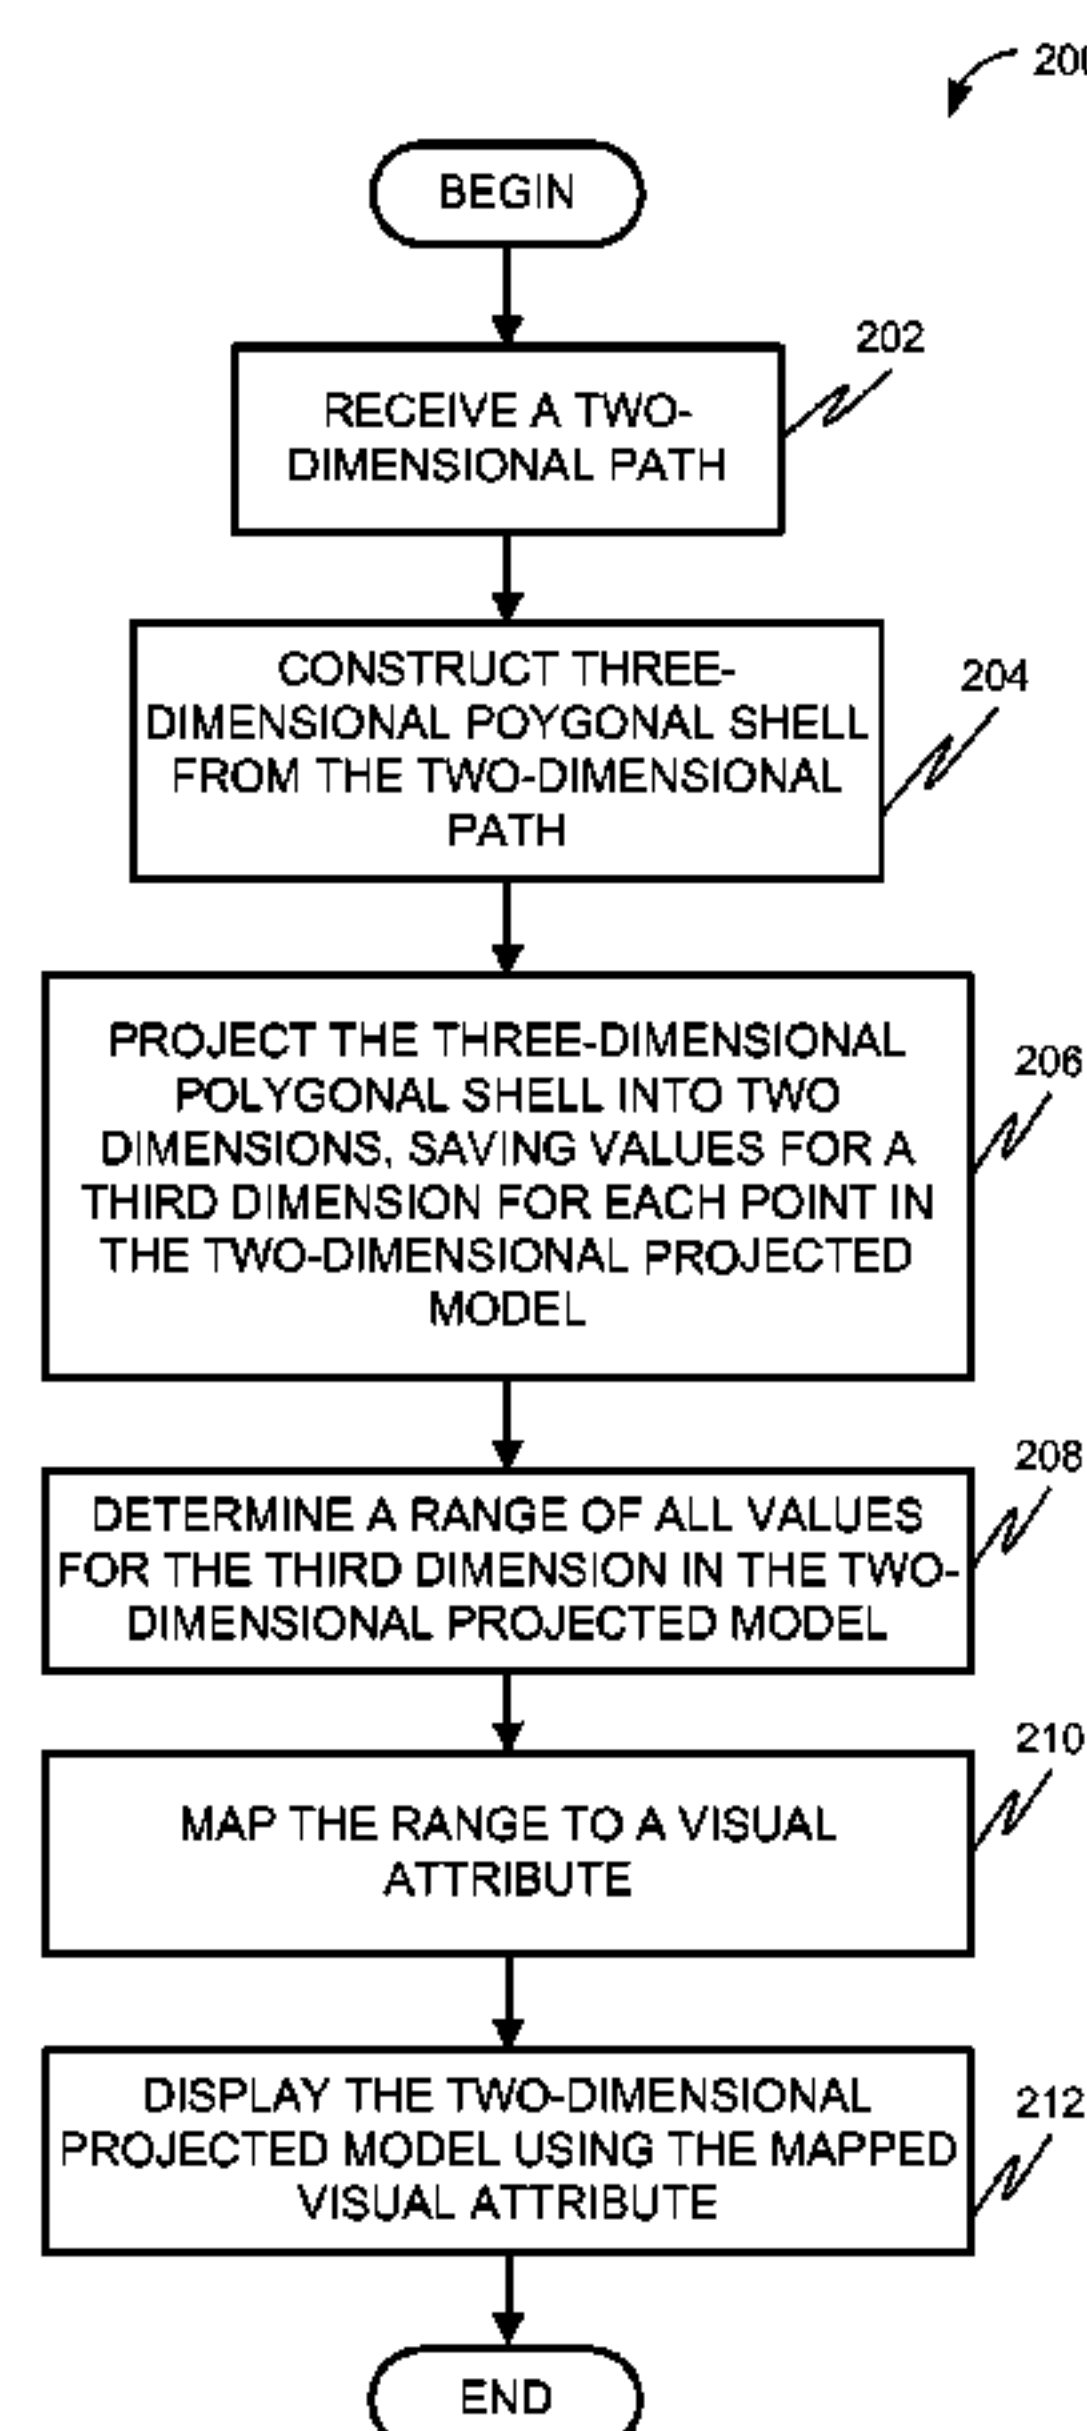 200
BEGIN
202
RECEIVE A TWO-
DIMENSIONAL PATH
204
CONSTRUCT THREE-
DIMENSIONAL POYGONAL SHELL
FROM THE TWO-DIMENSIONAL
PATH
206
PROJECT THE THREE-DIMENSIONAL
POLYGONAL SHELL INTO TWO
DIMENSIONS, SAVING VALUES FOR A
THIRD DIMENSION FOR EACH POINT IN
THE TWO-DIMENSIONAL PROJECTED
MODEL
208
DETERMINE A RANGE OF ALL VALUES
FOR THE THIRD DIMENSION IN THE TWO-
DIMENSIONAL PROJECTED MODEL
210
MAP THE RANGE TO A VISUAL
ATTRIBUTE
212
DISPLAY THE TWO-DIMENSIONAL
PROJECTED MODEL USING THE MAPPED
VISUAL ATTRIBUTE
END